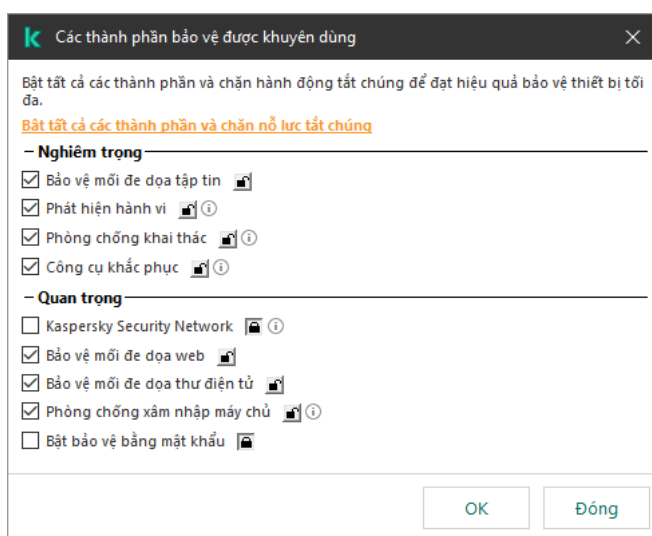 Các thành phần bảo vệ được khuyên dùng
Bật tất cả các thành phần và chặn hành động tắt chúng để đạt hiệu quả bảo vệ thiết bị tối
đa.
Bật tất cả các thành phần và chặn nỗ lực tắt chúng
Nghiêm trọng
Bảo vệ mối đe dọa tập tin
Phát hiện hành vi
Phòng chống khai thác
Công cụ khắc phục
Quan trọng
Kaspersky Security Network
Bảo vệ mối đe dọa web
Bảo vệ mối đe dọa thư điện tử
Phòng chống xâm nhập máy chủ
Bật bảo vệ bằng mật khẩu
OK
Đóng